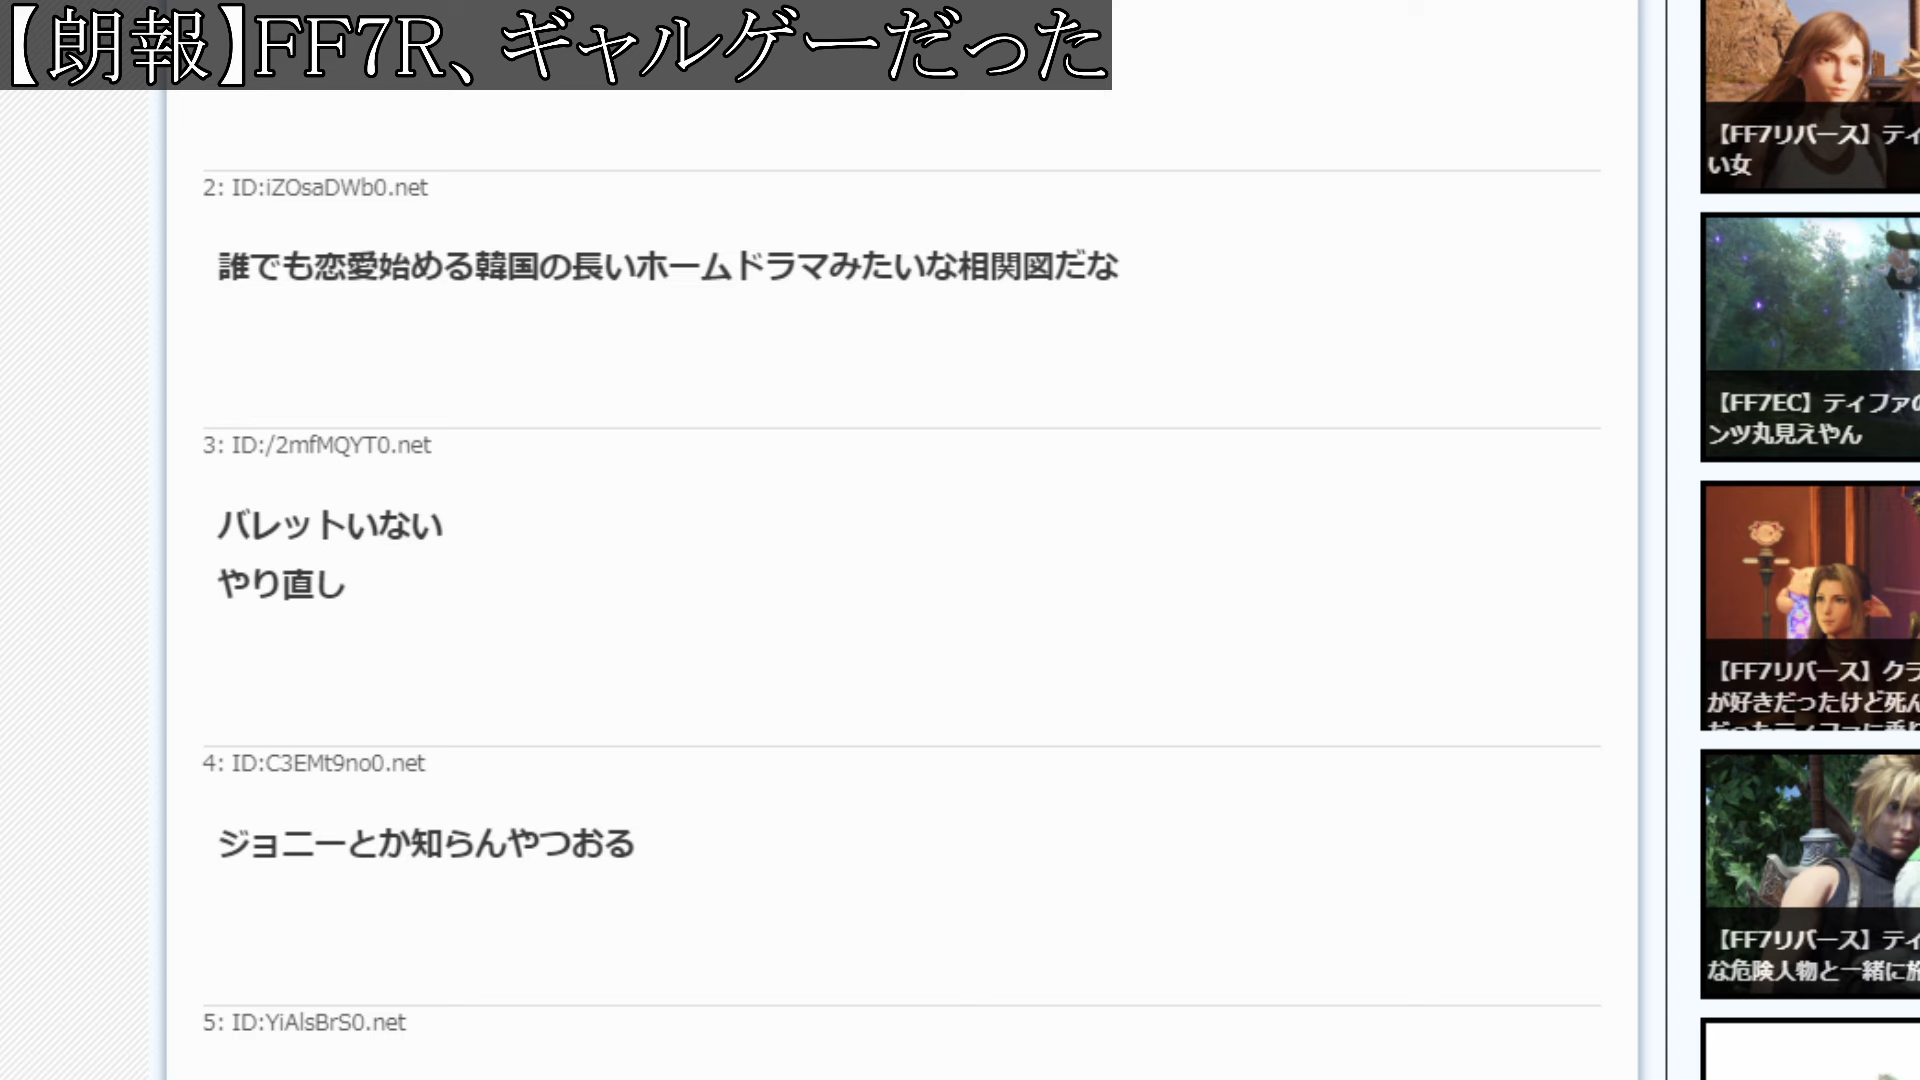 【朗報】FF7R、ギャルゲーだった
2: ID:iZOsaDWb0.net
誰でも恋愛始める韓国の長いホームドラマみたいな相関図だな
3: ID:/2mfMQYT0.net
バレットいない
やり直し
4: ID:C3EMt9no0.net
ジョニーとか知らんやつおる
5: ID:YiAlsBrS0.net
【FF7リバース】ティ
い女
【FF7EC】ティファの
ンツ丸見えやん
【FF7リバース】クラ
が好きだったけど死ん
【FF7リバース】ティ
な危険人物と一緒に旅